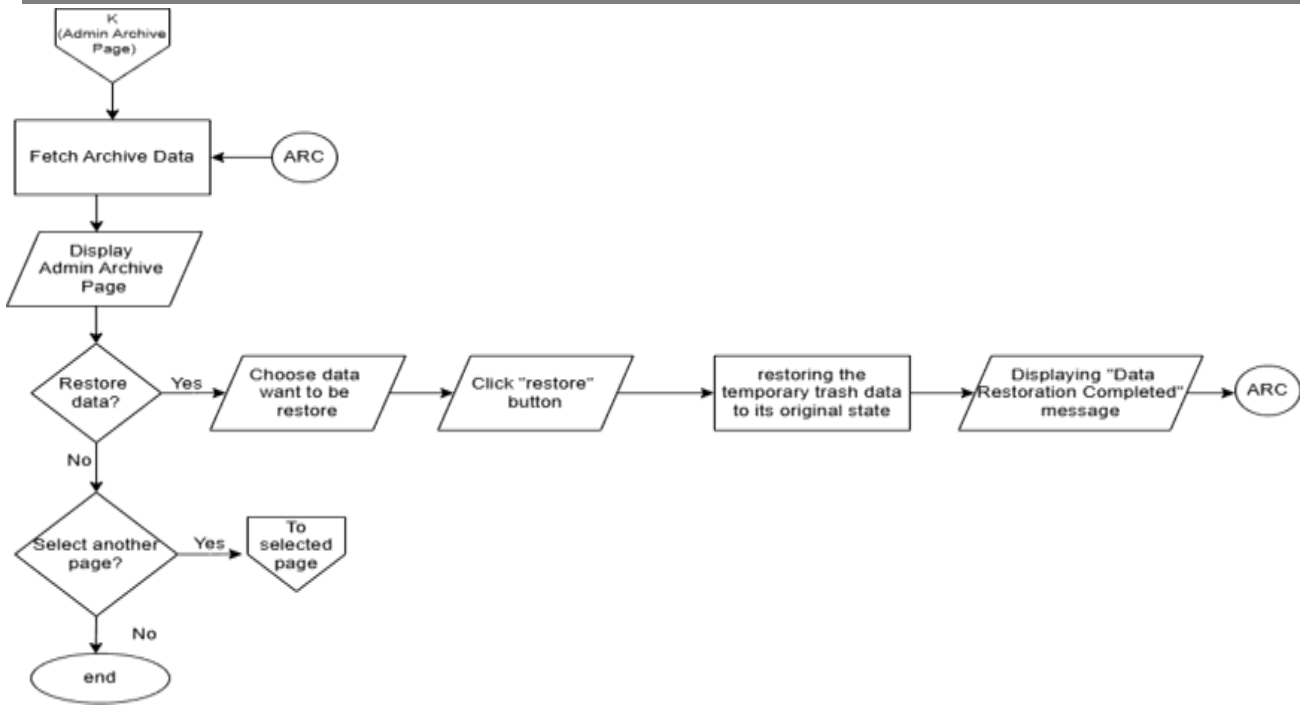 K
(Admin Archive
Page)
Fetch Archive Data
ARC
Display
Admin Archive
Page
Restore
data?
Yes
Choose data
want to be
restore
Click "restore"
button
restoring the
temporary trash data
to its original state
Displaying "Data
Restoration Completed"
message
ARC
No
Select another
page?
Yes
To
selected
page
No
end